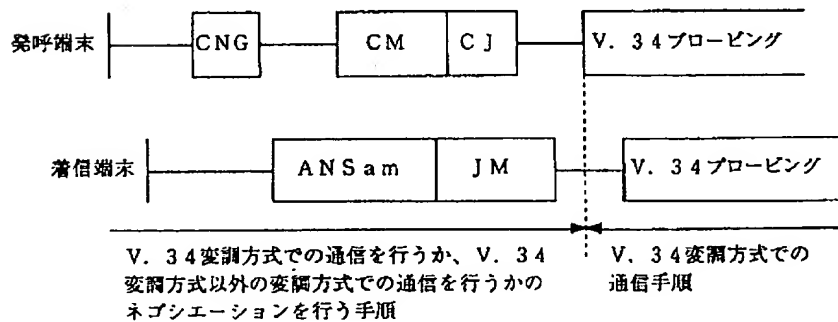 発呼端末
CNG
CM
CJ
V．34プロービング
着信端末
ANSam
JM
V．34プロービング
V．34変調方式での通信を行うか、V．34
変調方式以外の変調方式での通信を行うかの
ネゴシエーションを行う手順
V．34変調方式での
通信手順